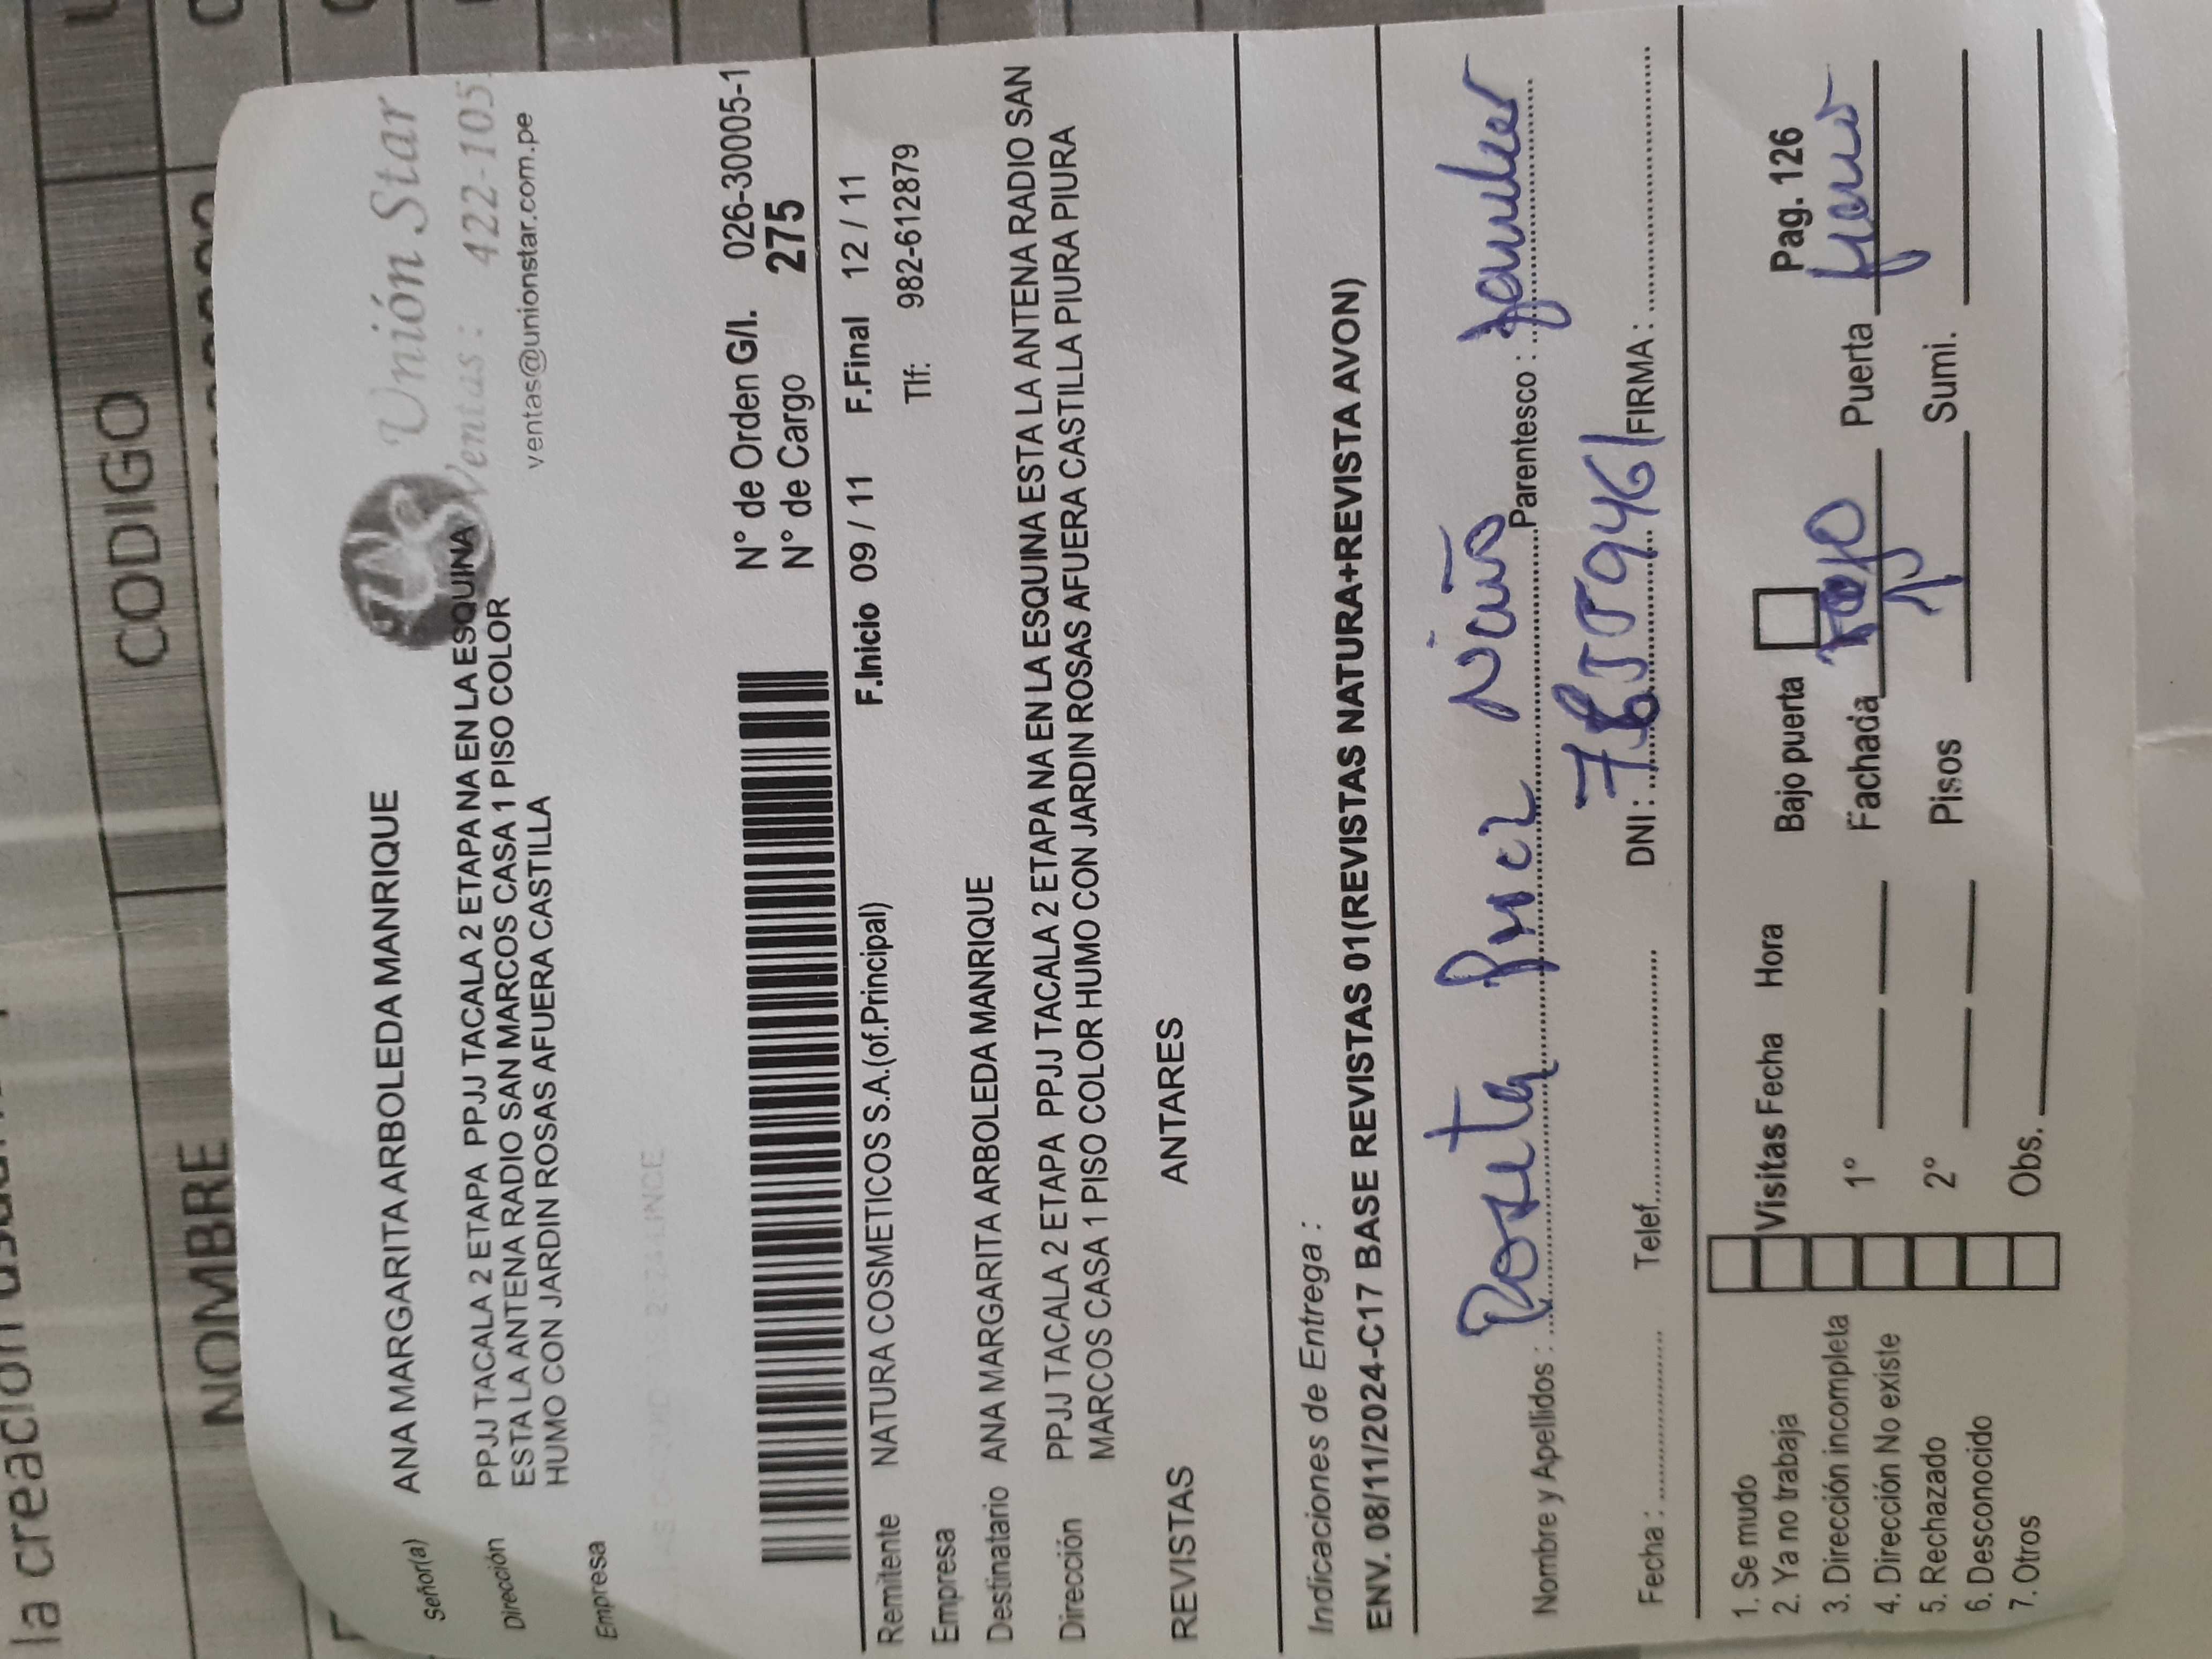 la creación
CODIGO
NOMBRE
Unión Star
Ventas: 422-105
ventas@unionstar.com.pe
Señor(a) ANA MARGARITA ARBOLEDA MANRIQUE
Dirección PPJJ TACALA 2 ETAPA PPJJ TACALA 2 ETAPA NA EN LA ESQUINA
ESTA LA ANTENA RADIO SAN MARCOS CASA 1 PISO COLOR
HUMO CON JARDIN ROSAS AFUERA CASTILLA
Empresa
N° de Orden G/I. 026-30005-1
N° de Cargo 275
F.Inicio 09 / 11 F.Final 12 / 11
Remitente NATURA COSMETICOS S.A.(of.Principal)
Tlf: 982-612879
Empresa
Destinatario ANA MARGARITA ARBOLEDA MANRIQUE
Dirección PPJJ TACALA 2 ETAPA PPJJ TACALA 2 ETAPA NA EN LA ESQUINA ESTA LA ANTENA RADIO SAN
MARCOS CASA 1 PISO COLOR HUMO CON JARDIN ROSAS AFUERA CASTILLA PIURA PIURA
REVISTAS ANTARES
Indicaciones de Entrega :
ENV. 08/11/2024-C17 BASE REVISTAS 01(REVISTAS NATURA+REVISTA AVON)
Nombre y Apellidos : Rosita Niño Parentesco :
Fecha : Telef. DNI : FIRMA :
1. Se mudo
2. Ya no trabaja
3. Dirección incompleta
4. Dirección No existe
5. Rechazado
6. Desconocido
7. Otros
Visitas Fecha Hora Bajo puerta Pag. 126
1° Fachada rojo Puerta
2° Pisos 1 Sumi.
Obs.